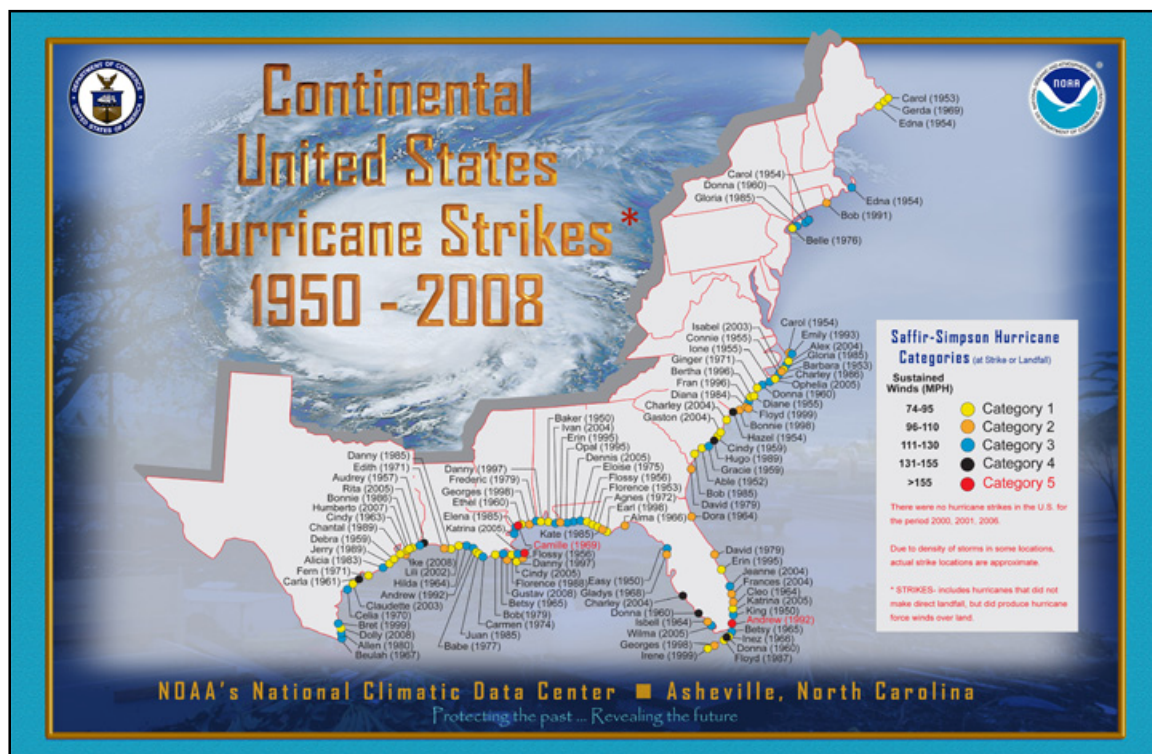 Continental
United States
Hurricane Strikes*
1950 - 2008
DEPARTMENT OF COMMERCE
UNITED STATES OF AMERICA
NOAA
Carol (1953)
Gerda (1969)
Edna (1954)
Carol (1954)
Donna (1960)
Gloria (1985)
Edna (1954)
Bob (1991)
Belle (1976)
Isabel (2003)
Connie (1955)
Ione (1955)
Ginger (1971)
Bertha (1996)
Fran (1996)
Diana (1984)
Charley (2004)
Gaston (2004)
Carol (1954)
Emily (1993)
Alex (2004)
Gloria (1985)
Barbara (1953)
Charley (1986)
Ophelia (2005)
Donna (1960)
Diane (1955)
Floyd (1999)
Bonnie (1998)
Hazel (1954)
Cindy (1959)
Hugo (1989)
Gracie (1959)
Able (1952)
Bob (1985)
David (1979)
Dora (1964)
Baker (1950)
Ivan (2004)
Erin (1995)
Opal (1995)
Dennis (2005)
Eloise (1975)
Flossy (1956)
Florence (1953)
Agnes (1972)
Earl (1998)
Alma (1966)
Danny (1997)
Frederic (1979)
Georges (1998)
Ethel (1960)
Elena (1985)
Katrina (2005)
Kate (1985)
Danny (1985)
Edith (1971)
Audrey (1957)
Rita (2005)
Bonnie (1986)
Humberto (2007)
Cindy (1963)
Chantal (1989)
Debra (1959)
Jerry (1989)
Alicia (1983)
Fern (1971)
Carla (1961)
Claudette (2003)
Celia (1970)
Bret (1999)
Dolly (2008)
Allen (1980)
Beulah (1967)
Ike (2008)
Lili (2002)
Hilda (1964)
Andrew (1992)
Camille (1969)
Flossy (1956)
Danny (1997)
Cindy (2005)
Florence (1988)
Gustav (2008)
Betsy (1965)
Bob(1979)
Carmen (1974)
Juan (1985)
Babe (1977)
Easy (1950)
Gladys (1968)
Charley (2004)
Donna (1960)
Isbell (1964)
Wilma (2005)
Georges (1998)
Irene (1999)
David (1979)
Erin (1995)
Jeanne (2004)
Frances (2004)
Cleo (1964)
Katrina (2005)
King (1950)
Andrew (1992)
Betsy (1965)
Inez (1966)
Donna (1960)
Floyd (1987)
Saffir-Simpson Hurricane
Categories (at Strike or Landfall)
Sustained
Winds (MPH)
74-95 Category 1
96-110 Category 2
111-130 Category 3
131-155 Category 4
>155 Category 5
There were no hurricane strikes in the U.S. for
the period 2000, 2001, 2006.
Due to density of storms in some locations,
actual strike locations are approximate.
* STRIKES- includes hurricanes that did not
make direct landfall, but did produce hurricane
force winds over land.
NOAA's National Climatic Data Center ■ Asheville, North Carolina
Protecting the past ... Revealing the future